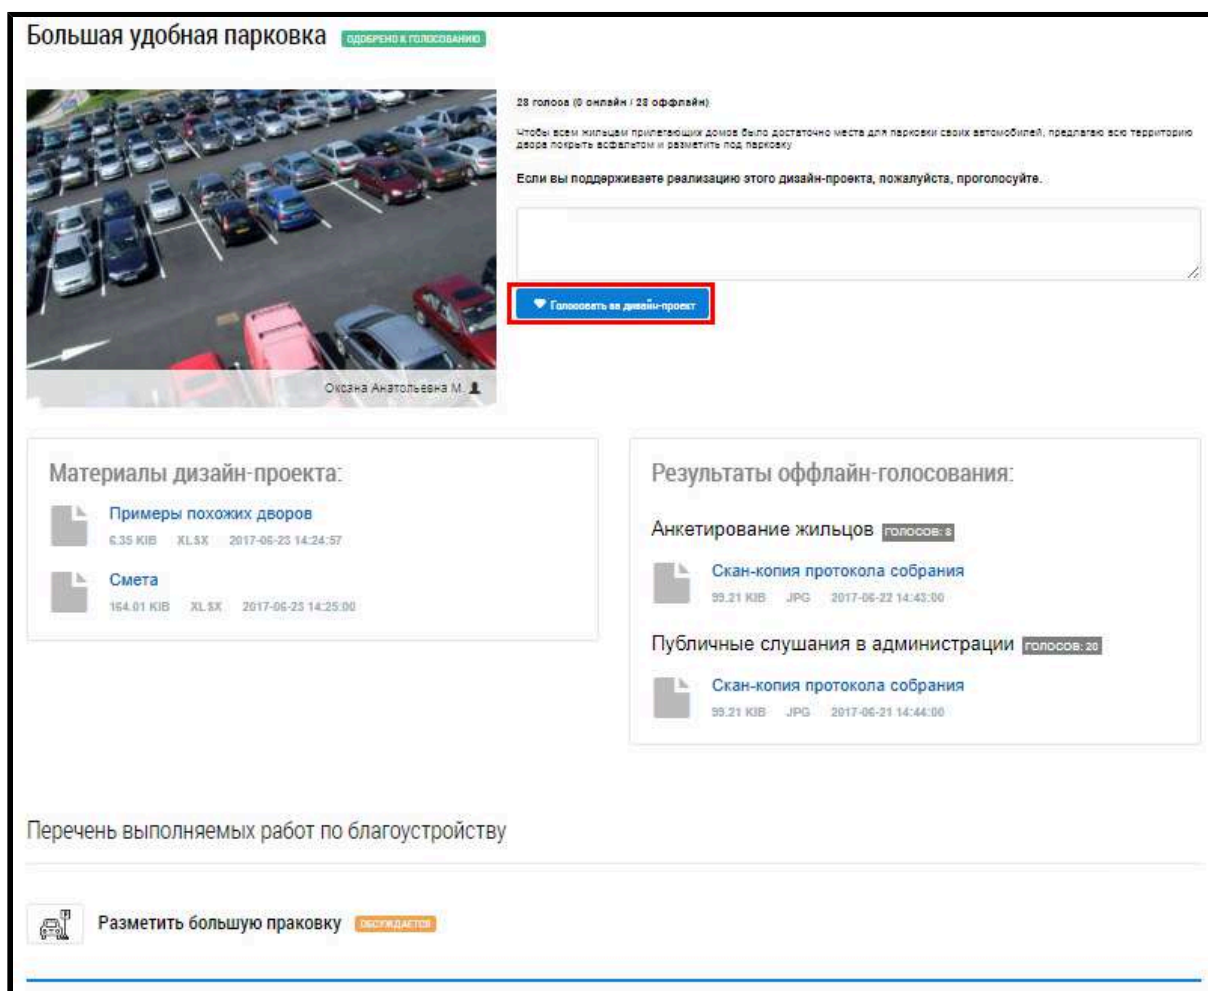 Большая удобная парковка ОДОБРЕНО К ГОЛОСОВАНИЮ
28 голоса (0 онлайн / 28 оффлайн)
Чтобы всем жильцам прилегающих домов было достаточно места для парковки своих автомобилей, предлагаю всю территорию
двора покрыть асфальтом и разметить под парковку
Если вы поддерживаете реализацию этого дизайн-проекта, пожалуйста, проголосуйте.
Голосовать за дизайн-проект
Оксана Анатольевна М.
Материалы дизайн-проекта:
Примеры похожих дворов
6.35 KIB XLSX 2017-06-23 14:24:57
Смета
164.01 KIB XLSX 2017-06-23 14:25:00
Результаты оффлайн-голосования:
Анкетирование жильцов ГОЛОСОВ: 8
Скан-копия протокола собрания
99.21 KIB JPG 2017-06-22 14:43:00
Публичные слушания в администрации ГОЛОСОВ: 20
Скан-копия протокола собрания
99.21 KIB JPG 2017-06-21 14:44:00
Перечень выполняемых работ по благоустройству
Разметить большую праковку ОБСУЖДАЕТСЯ